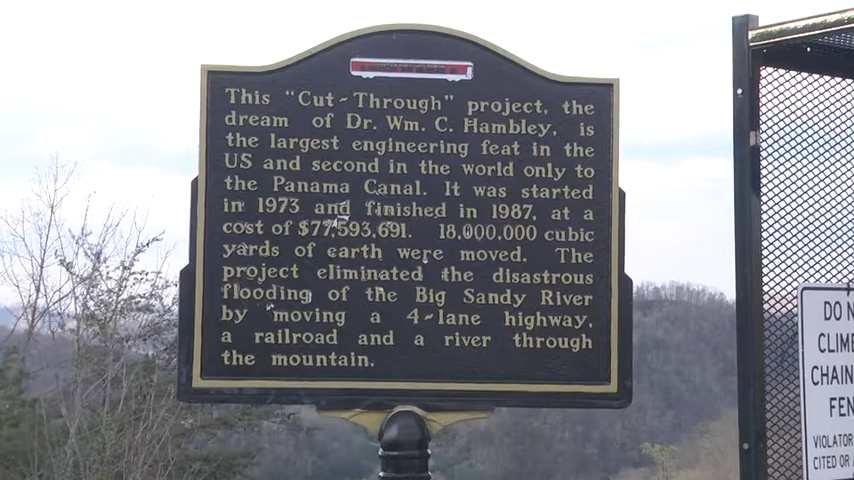 This "Cut-Through" project, the
dream of Dr. Wm. C. Hambley, is
the largest engineering feat in the
US and second in the world only to
the Panama Canal. It was started
in 1973 and finished in 1987, at a
cost of $77,593,691. 18,000,000 cubic
yards of earth were moved. The
project eliminated the disastrous
flooding of the Big Sandy River
by moving a 4-lane highway,
a railroad and a river through
the mountain.
DO N
CLIMB
CHAIN
FEN
VIOLATOR
CITED OR A